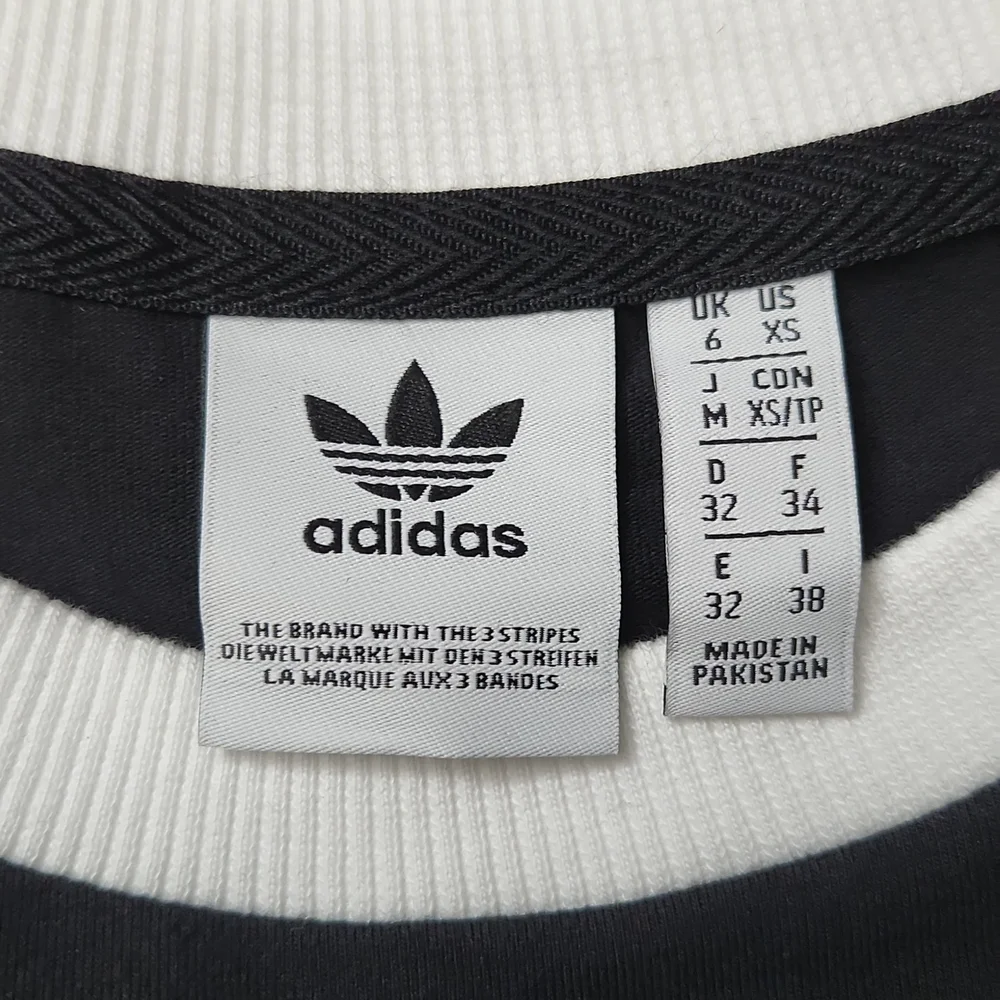 adidas
THE BRAND WITH THE 3 STRIPES
DIE WELTMARKE MIT DEN 3 STREIFEN
LA MARQUE AUX 3 BANDES
UK US
6 XS
J CDN
M XS/TP
D F
32 34
E I
32 38
MADE IN
PAKISTAN